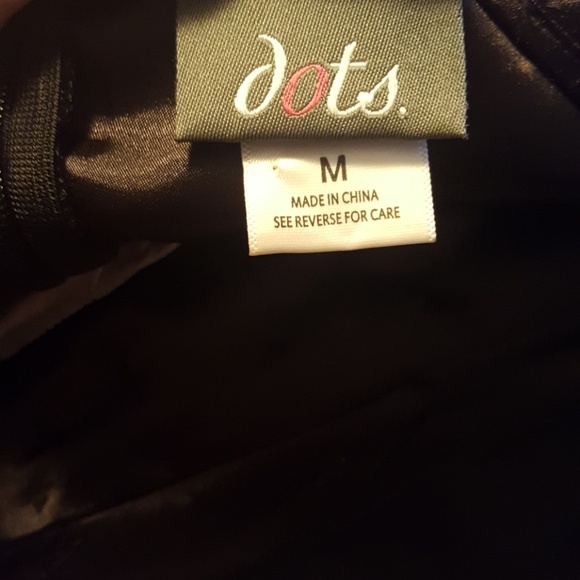 dots.
M
MADE IN CHINA
SEE REVERSE FOR CARE